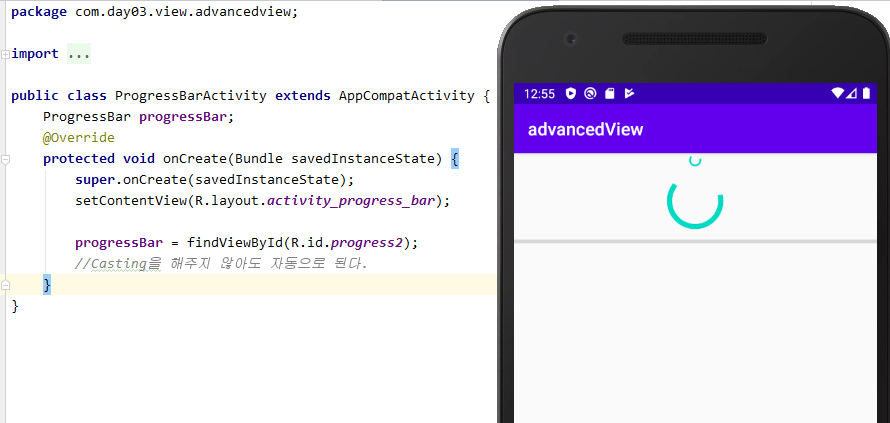 package com.day03.view.advancedview;
import ...
public class ProgressBarActivity extends AppCompatActivity {
ProgressBar progressBar;
@Override
protected void onCreate(Bundle savedInstanceState) {
super.onCreate(savedInstanceState);
setContentView(R.layout.activity_progress_bar);
progressBar = findViewById(R.id.progress2);
//Casting을 해주지 않아도 자동으로 된다.
}
}
12:55
advancedView